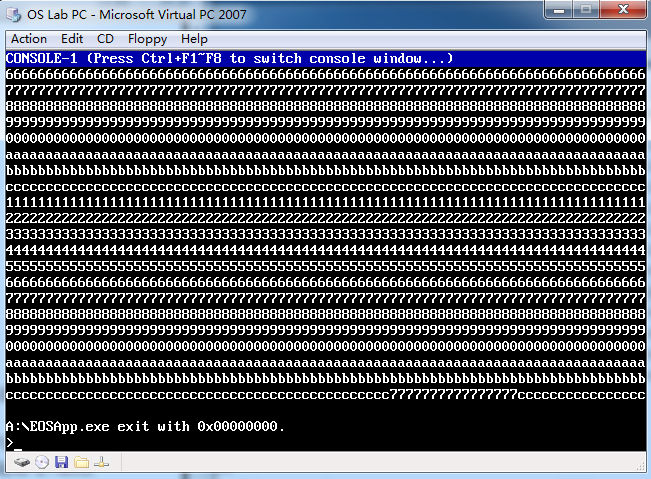 OS Lab PC - Microsoft Virtual PC 2007
Action Edit CD Floppy Help
CONSOLE-1 (Press Ctrl+F1~F8 to switch console window...)
66666666666666666666666666666666666666666666666666666666666666666666666666666666
77777777777777777777777777777777777777777777777777777777777777777777777777777777
88888888888888888888888888888888888888888888888888888888888888888888888888888888
99999999999999999999999999999999999999999999999999999999999999999999999999999999
00000000000000000000000000000000000000000000000000000000000000000000000000000000
aaaaaaaaaaaaaaaaaaaaaaaaaaaaaaaaaaaaaaaaaaaaaaaaaaaaaaaaaaaaaaaaaaaaaaaaaaaaaaaa
bbbbbbbbbbbbbbbbbbbbbbbbbbbbbbbbbbbbbbbbbbbbbbbbbbbbbbbbbbbbbbbbbbbbbbbbbbbbbbbb
cccccccccccccccccccccccccccccccccccccccccccccccccccccccccccccccccccccccccccccccc
11111111111111111111111111111111111111111111111111111111111111111111111111111111
22222222222222222222222222222222222222222222222222222222222222222222222222222222
33333333333333333333333333333333333333333333333333333333333333333333333333333333
44444444444444444444444444444444444444444444444444444444444444444444444444444444
55555555555555555555555555555555555555555555555555555555555555555555555555555555
66666666666666666666666666666666666666666666666666666666666666666666666666666666
77777777777777777777777777777777777777777777777777777777777777777777777777777777
88888888888888888888888888888888888888888888888888888888888888888888888888888888
99999999999999999999999999999999999999999999999999999999999999999999999999999999
00000000000000000000000000000000000000000000000000000000000000000000000000000000
aaaaaaaaaaaaaaaaaaaaaaaaaaaaaaaaaaaaaaaaaaaaaaaaaaaaaaaaaaaaaaaaaaaaaaaaaaaaaaaa
bbbbbbbbbbbbbbbbbbbbbbbbbbbbbbbbbbbbbbbbbbbbbbbbbbbbbbbbbbbbbbbbbbbbbbbbbbbbbbbb
cccccccccccccccccccccccccccccccccccccccccccccccc7777777777777777cccccccccccccccc
A:\EOSApp.exe exit with 0x00000000.
>_